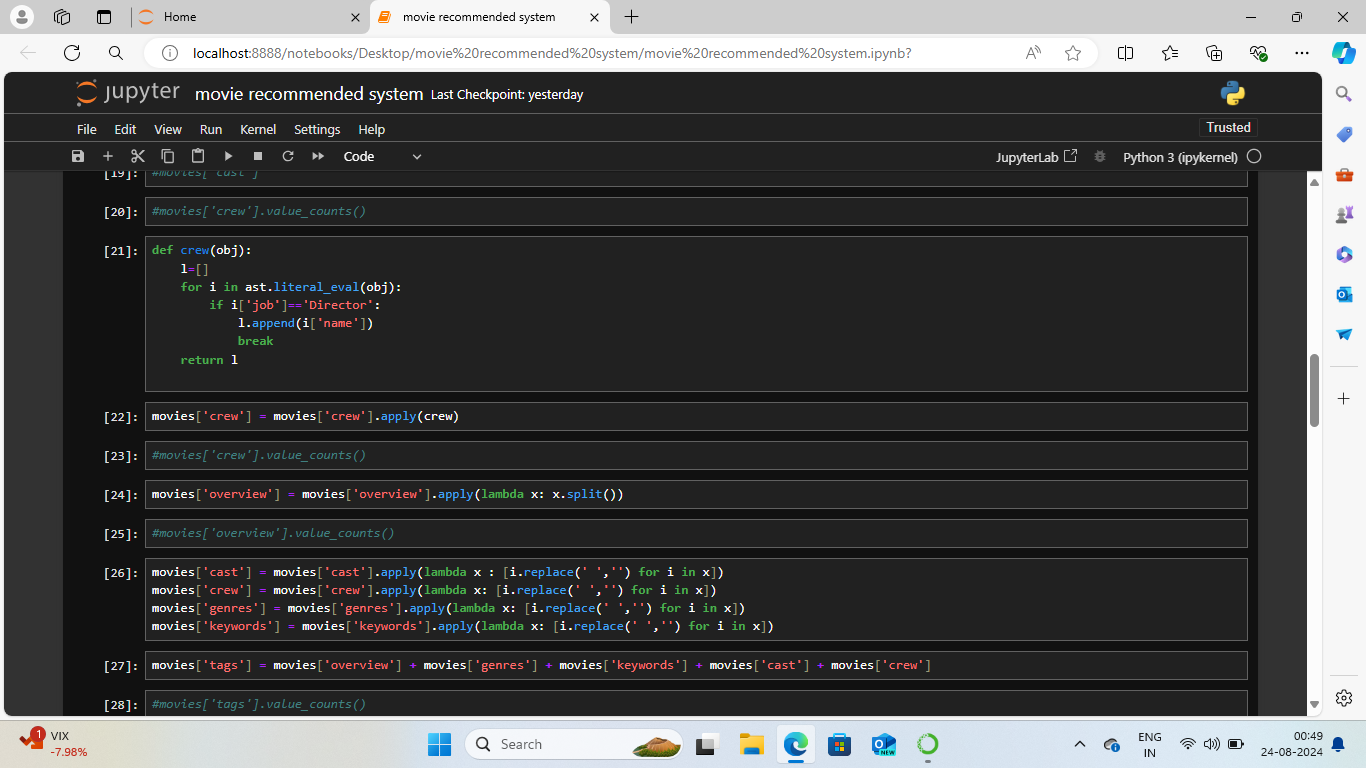 Home
movie recommended system
localhost:8888/notebooks/Desktop/movie%20recommended%20system/movie%20recommended%20system.ipynb?
jupyter movie recommended system Last Checkpoint: yesterday
File Edit View Run Kernel Settings Help
Trusted
Code
JupyterLab
Python 3 (ipykernel)
[19]: #movies['cast']
[20]: #movies['crew'].value_counts()
[21]: def crew(obj):
l=[]
for i in ast.literal_eval(obj):
if i['job']=='Director':
l.append(i['name'])
break
return l
[22]: movies['crew'] = movies['crew'].apply(crew)
[23]: #movies['crew'].value_counts()
[24]: movies['overview'] = movies['overview'].apply(lambda x: x.split())
[25]: #movies['overview'].value_counts()
[26]: movies['cast'] = movies['cast'].apply(lambda x : [i.replace(' ','') for i in x])
movies['crew'] = movies['crew'].apply(lambda x: [i.replace(' ','') for i in x])
movies['genres'] = movies['genres'].apply(lambda x: [i.replace(' ','') for i in x])
movies['keywords'] = movies['keywords'].apply(lambda x: [i.replace(' ','') for i in x])
[27]: movies['tags'] = movies['overview'] + movies['genres'] + movies['keywords'] + movies['cast'] + movies['crew']
[28]: #movies['tags'].value_counts()
1
VIX
-7.98%
Search
NEW
ENG
IN
00:49
24-08-2024